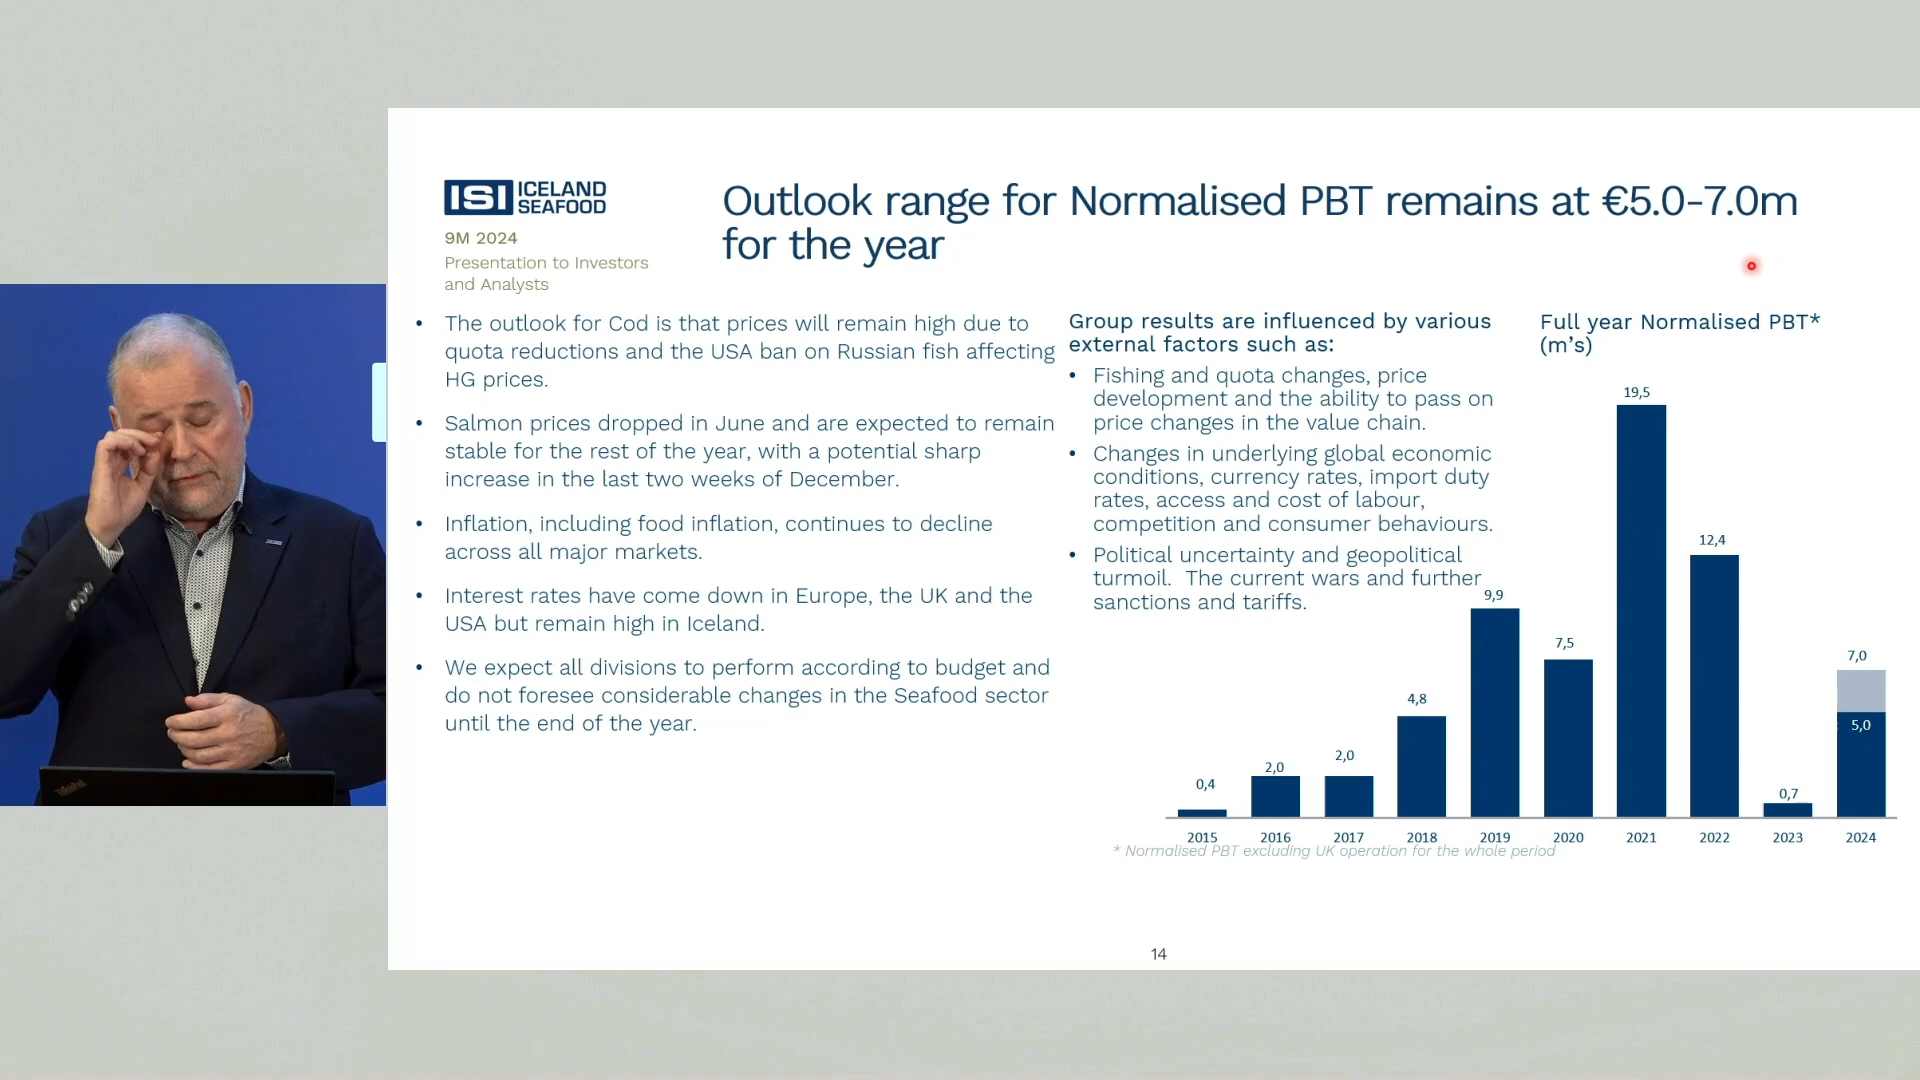 ISI ICELAND
SEAFOOD
9M 2024
Presentation to Investors
and Analysts
Outlook range for Normalised PBT remains at €5.0-7.0m
for the year
• The outlook for Cod is that prices will remain high due to
quota reductions and the USA ban on Russian fish affecting
HG prices.
• Salmon prices dropped in June and are expected to remain
stable for the rest of the year, with a potential sharp
increase in the last two weeks of December.
• Inflation, including food inflation, continues to decline
across all major markets.
• Interest rates have come down in Europe, the UK and the
USA but remain high in Iceland.
• We expect all divisions to perform according to budget and
do not foresee considerable changes in the Seafood sector
until the end of the year.
Group results are influenced by various
external factors such as:
• Fishing and quota changes, price
development and the ability to pass on
price changes in the value chain.
• Changes in underlying global economic
conditions, currency rates, import duty
rates, access and cost of labour,
competition and consumer behaviours.
• Political uncertainty and geopolitical
turmoil.  The current wars and further
sanctions and tariffs.
Full year Normalised PBT*
(m's)
0,4
2,0
2,0
4,8
9,9
7,5
19,5
12,4
0,7
7,0
5,0
2015 2016 2017 2018 2019 2020 2021 2022 2023 2024
* Normalised PBT excluding UK operation for the whole period
14